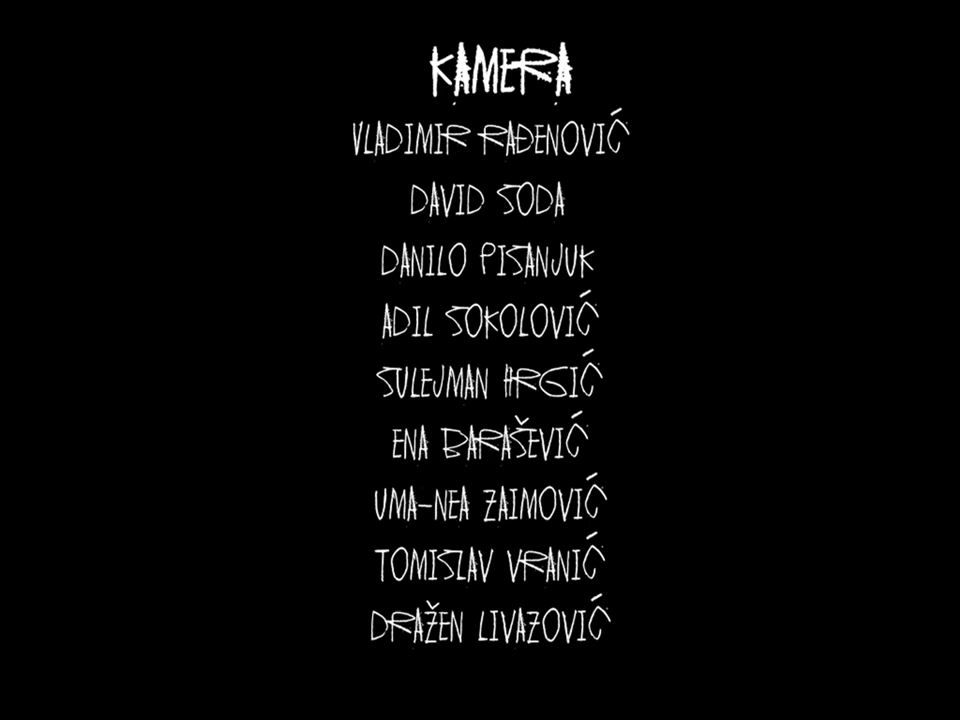 KAMERA
VLADIMIR RAĐENOVIĆ
DAVID SODA
DANILO PISANJUK
ADIL SOKOLOVIĆ
SULEJMAN HRGIĆ
ENA BARAŠEVIĆ
UMA-NEA ZAIMOVIĆ
TOMISLAV VRANIĆ
DRAŽEN LIVAZOVIĆ